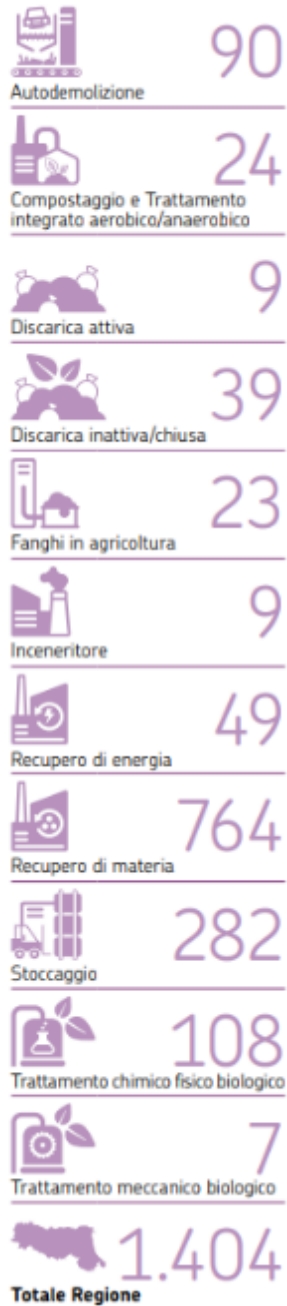 90
Autodemolizione
24
Compostaggio e Trattamento
integrato aerobico/anaerobico
9
Discarica attiva
39
Discarica inattiva/chiusa
23
Fanghi in agricoltura
9
Inceneritore
49
Recupero di energia
764
Recupero di materia
282
Stoccaggio
108
Trattamento chimico fisico biologico
7
Trattamento meccanico biologico
1.404
Totale Regione